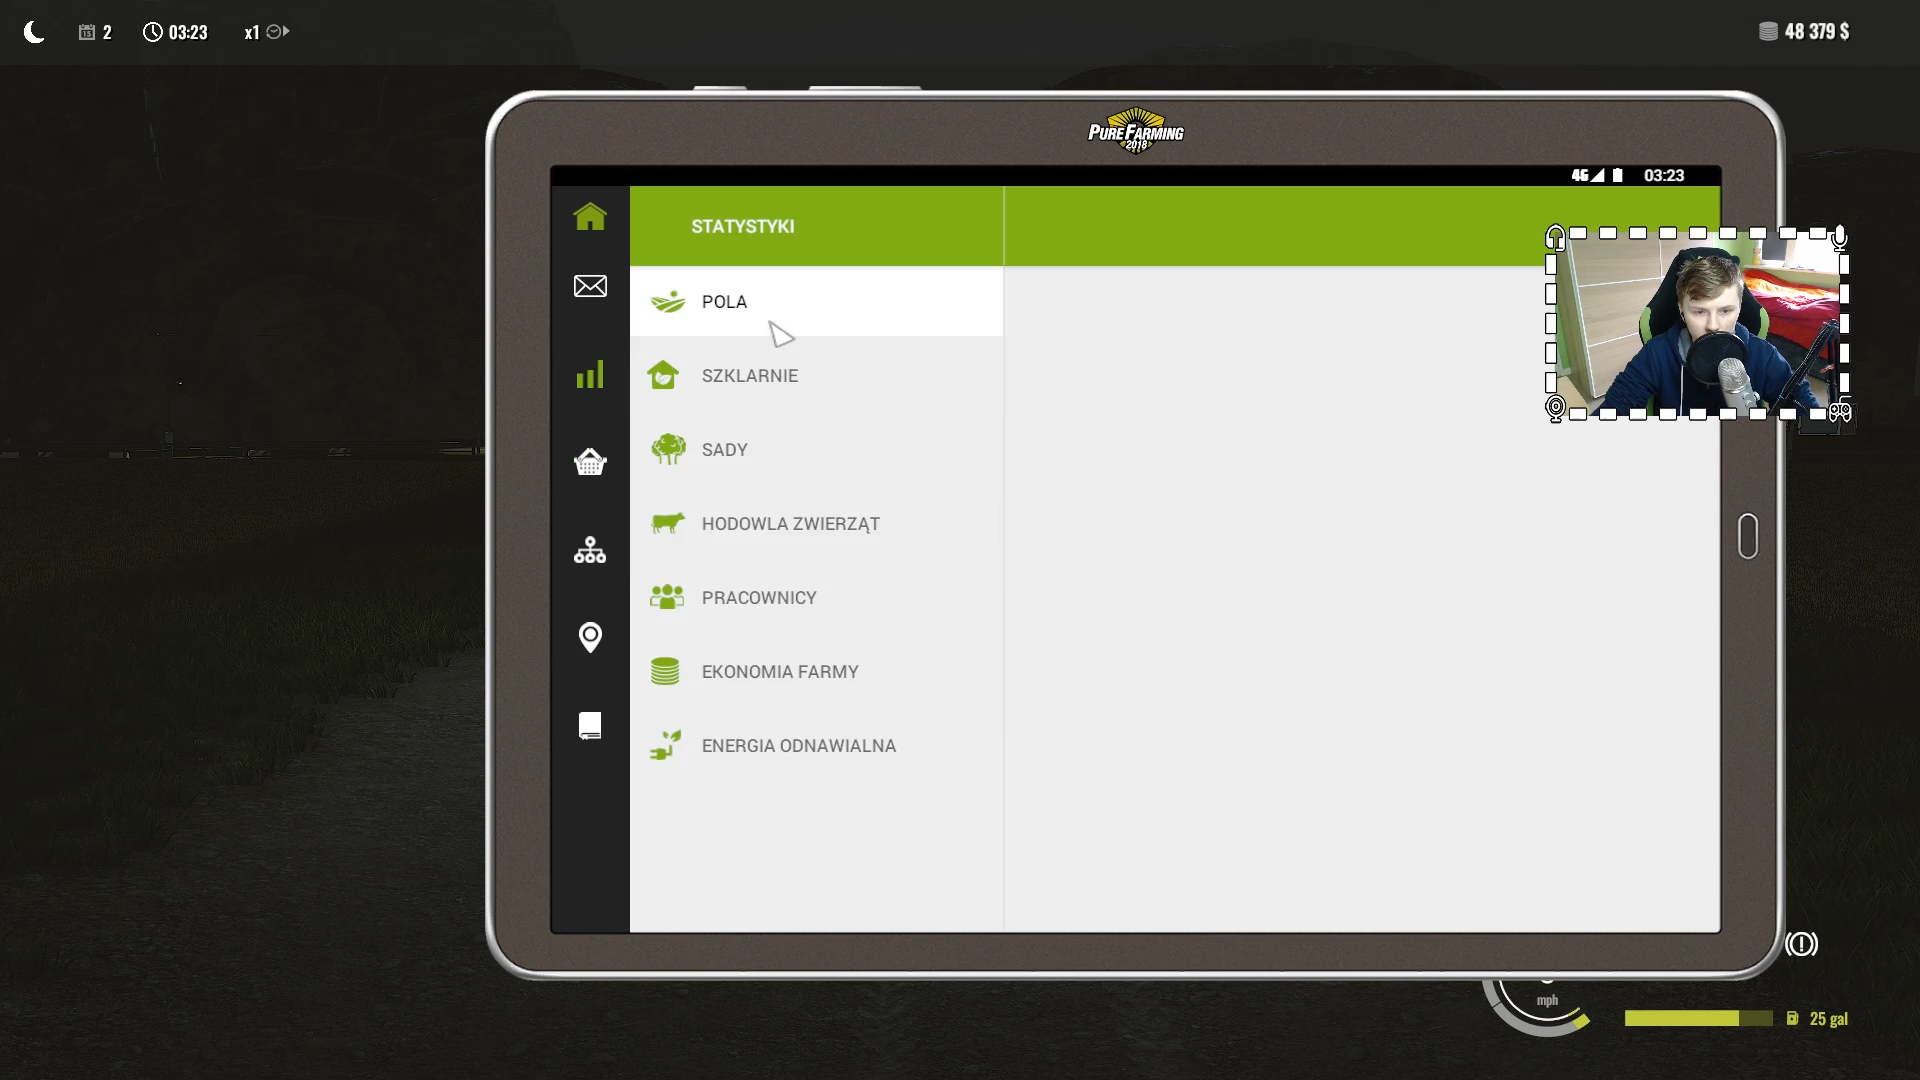 2
03:23
x1
48 379 $
PURE FARMING
2018
4G
03:23
STATYSTYKI
POLA
SZKLARNIE
SADY
HODOWLA ZWIERZĄT
PRACOWNICY
EKONOMIA FARMY
ENERGIA ODNAWIALNA
mph
25 gal